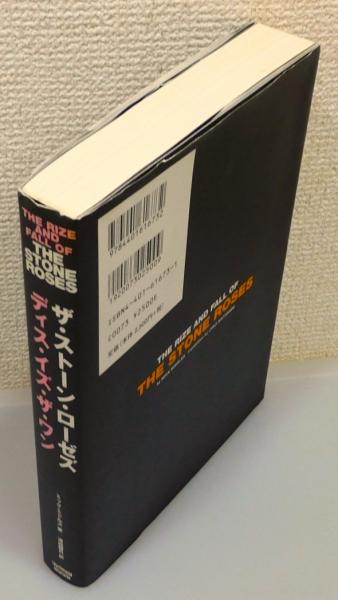 THE RIZE
AND
FALL OF
THE
STONE
ROSES
ザ・ストーン・ローゼズ
ディス・イズ・ザ・ワン
9784401616732
1920073025009
ISBN4-401-61673-1
C0073 ¥2500E
THE RIZE AND FALL OF
THE STONE ROSES